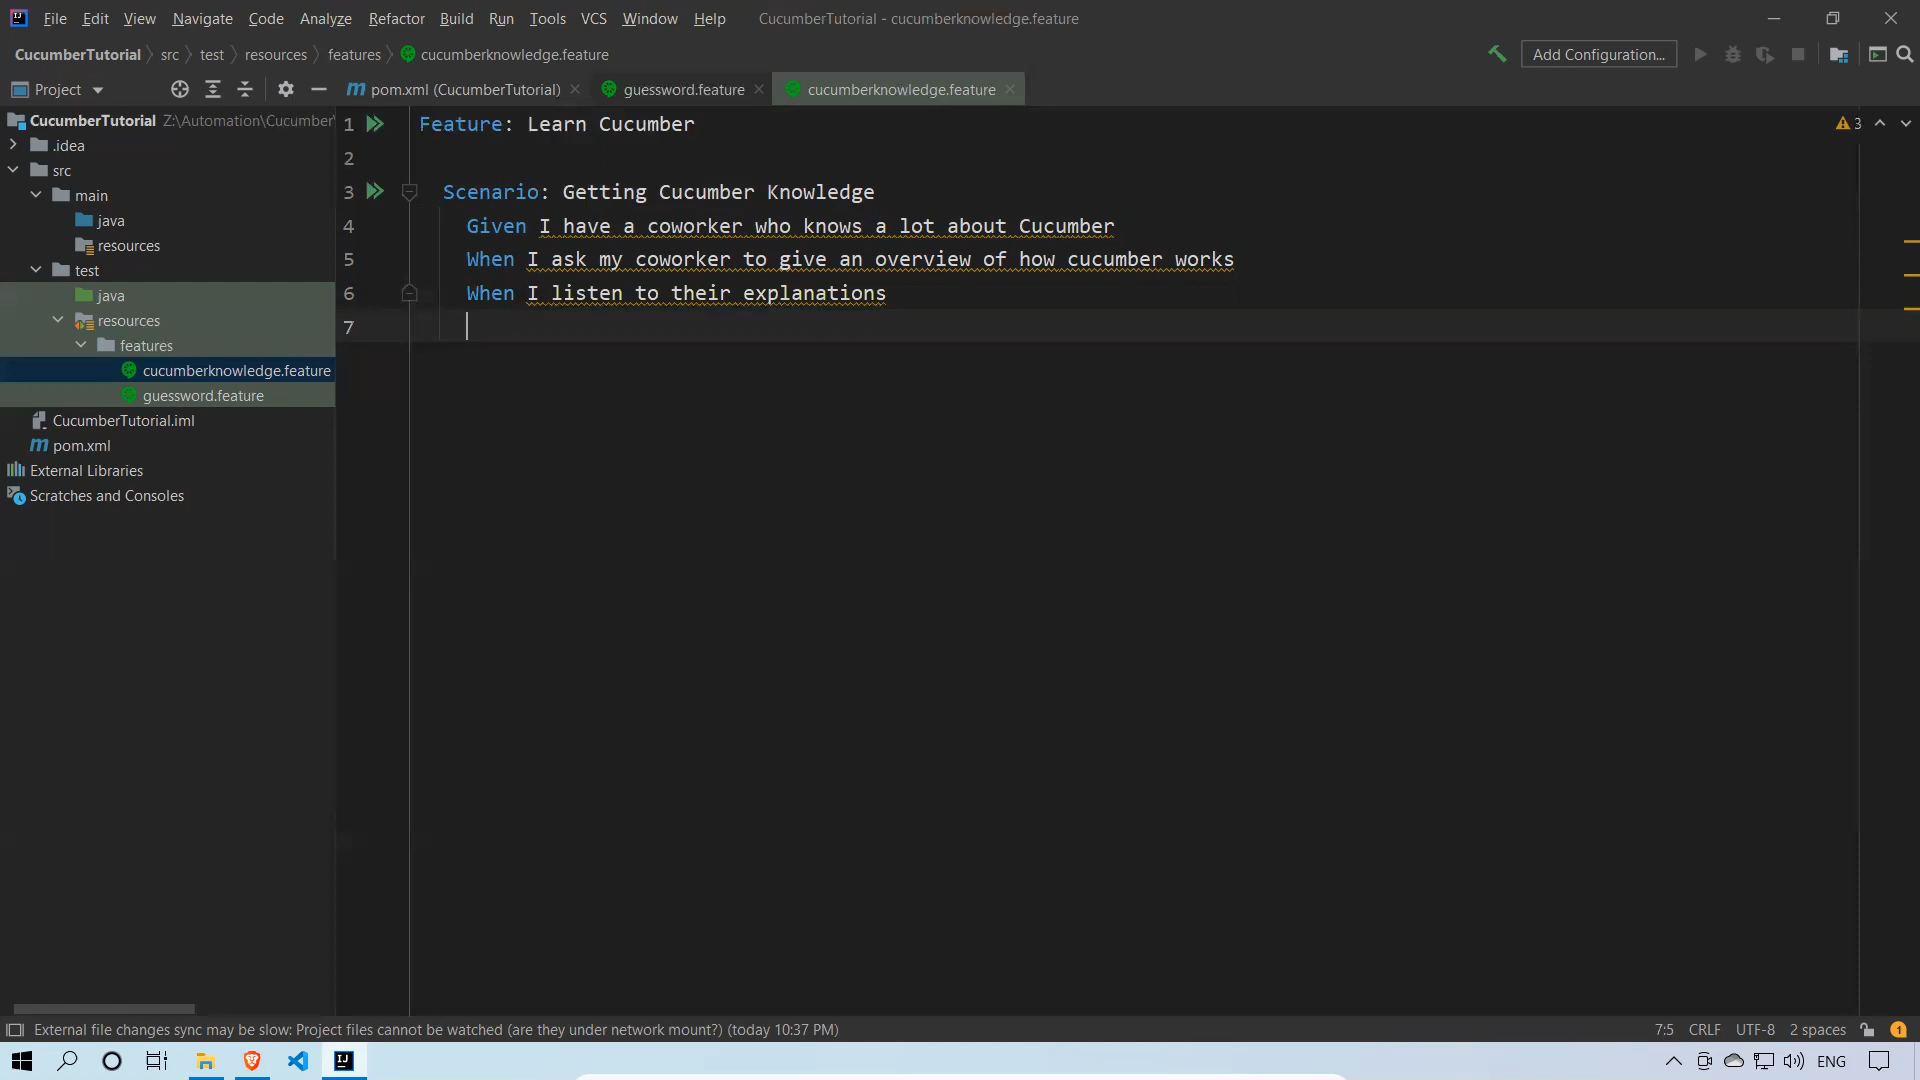 File Edit View Navigate Code Analyze Refactor Build Run Tools VCS Window Help CucumberTutorial - cucumberknowledge.feature
CucumberTutorial src test resources features cucumberknowledge.feature Add Configuration...
Project pom.xml (CucumberTutorial) guessword.feature cucumberknowledge.feature
CucumberTutorial Z:\Automation\Cucumber
.idea
src
main
java
resources
test
java
resources
features
cucumberknowledge.feature
guessword.feature
CucumberTutorial.iml
pom.xml
External Libraries
Scratches and Consoles
1 Feature: Learn Cucumber
2
3 Scenario: Getting Cucumber Knowledge
4 Given I have a coworker who knows a lot about Cucumber
5 When I ask my coworker to give an overview of how cucumber works
6 When I listen to their explanations
7
3
External file changes sync may be slow: Project files cannot be watched (are they under network mount?) (today 10:37 PM) 7:5 CRLF UTF-8 2 spaces 1
IJ ENG